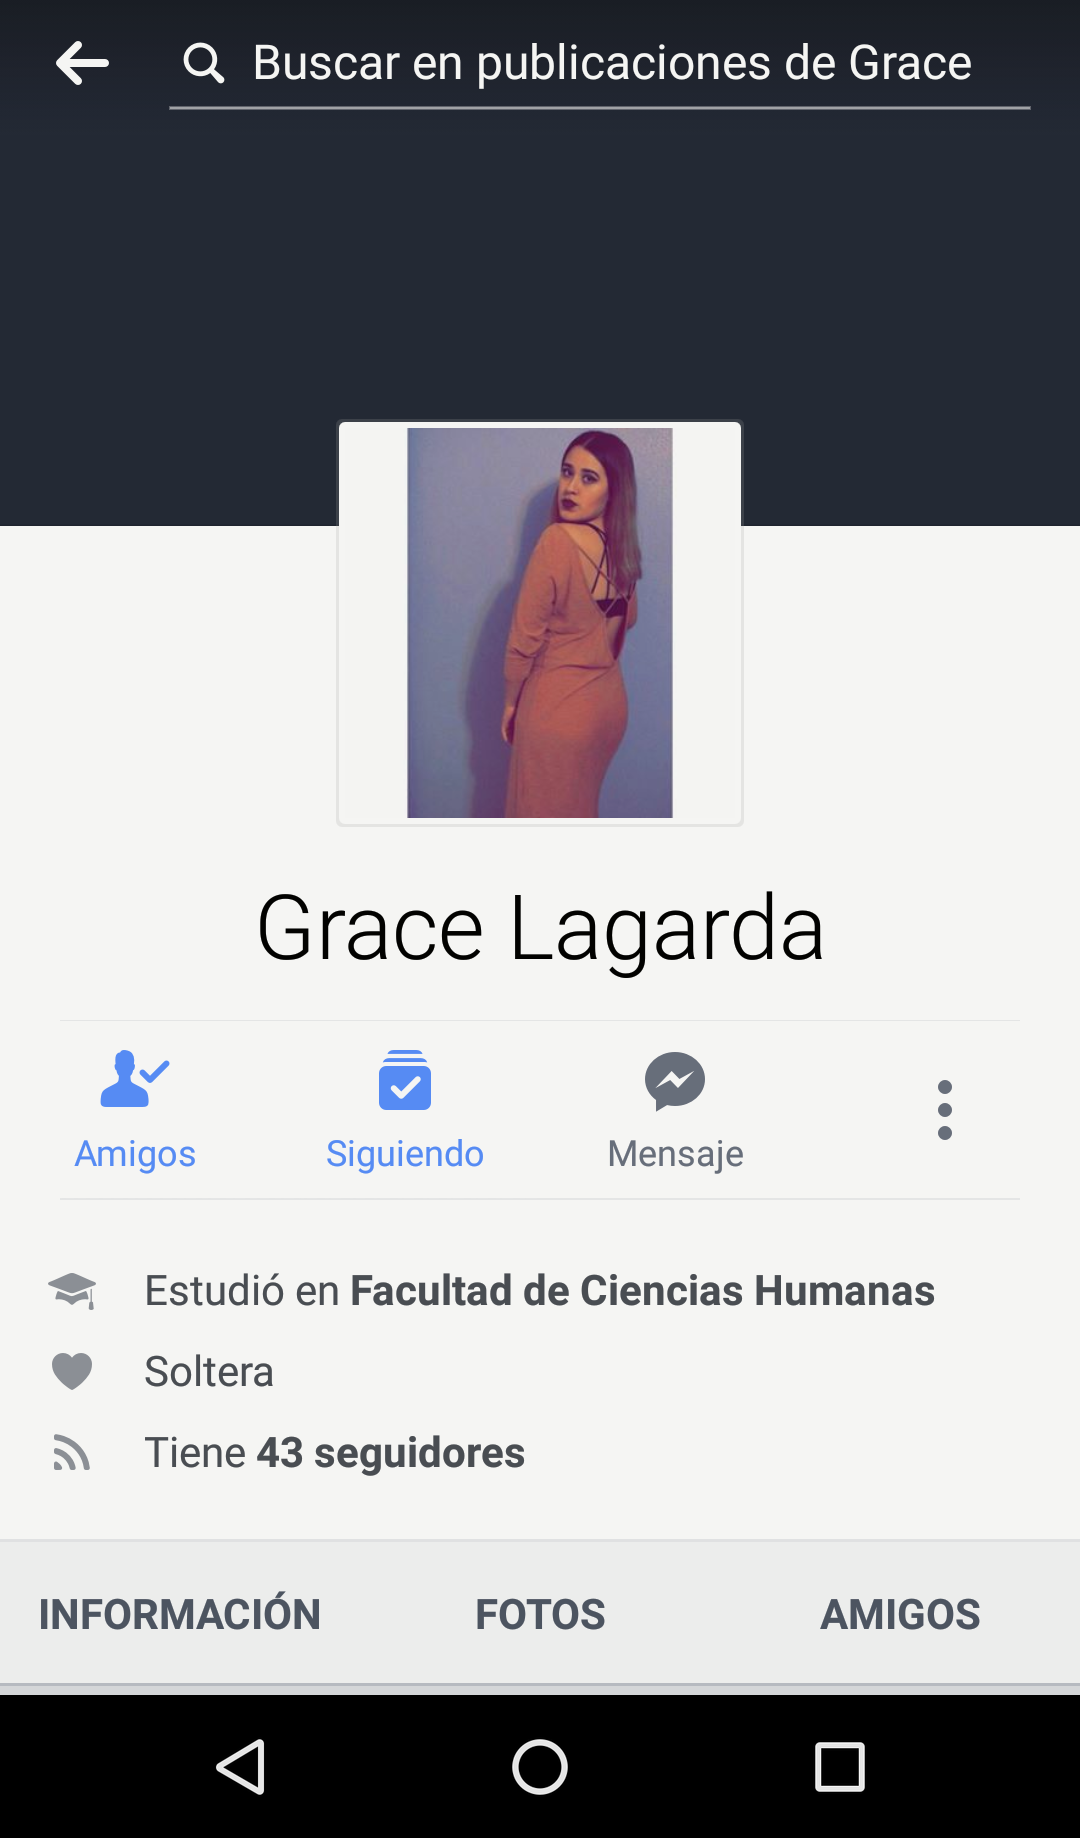 Buscar en publicaciones de Grace
Grace Lagarda
Amigos
Siguiendo
Mensaje
Estudió en Facultad de Ciencias Humanas
Soltera
Tiene 43 seguidores
INFORMACIÓN
FOTOS
AMIGOS